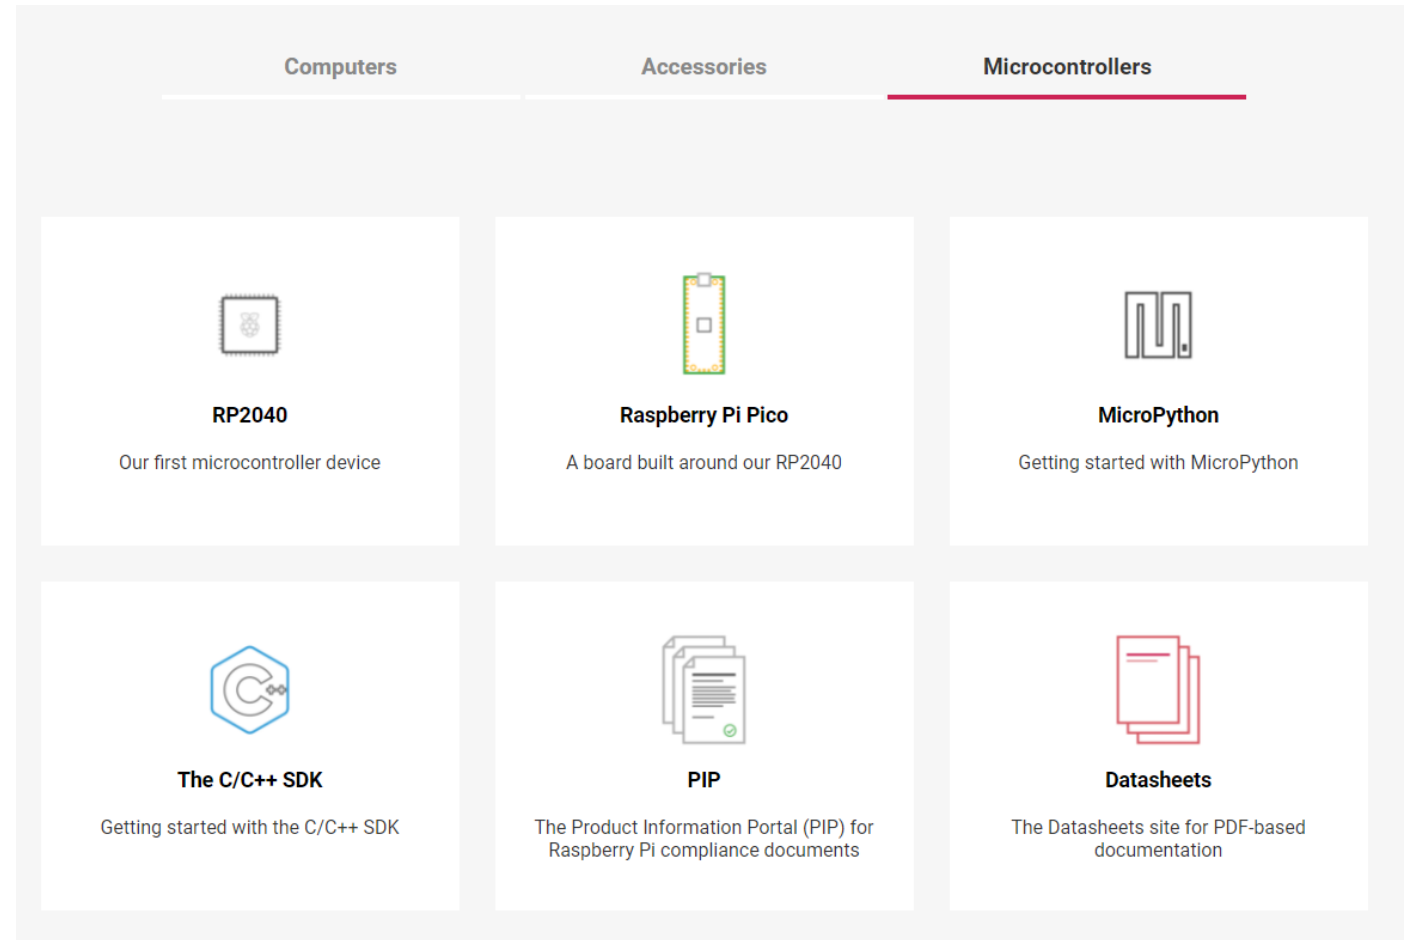 Computers
Accessories
Microcontrollers
RP2040
Our first microcontroller device
Raspberry Pi Pico
A board built around our RP2040
MicroPython
Getting started with MicroPython
The C/C++ SDK
Getting started with the C/C++ SDK
PIP
The Product Information Portal (PIP) for
Raspberry Pi compliance documents
Datasheets
The Datasheets site for PDF-based
documentation